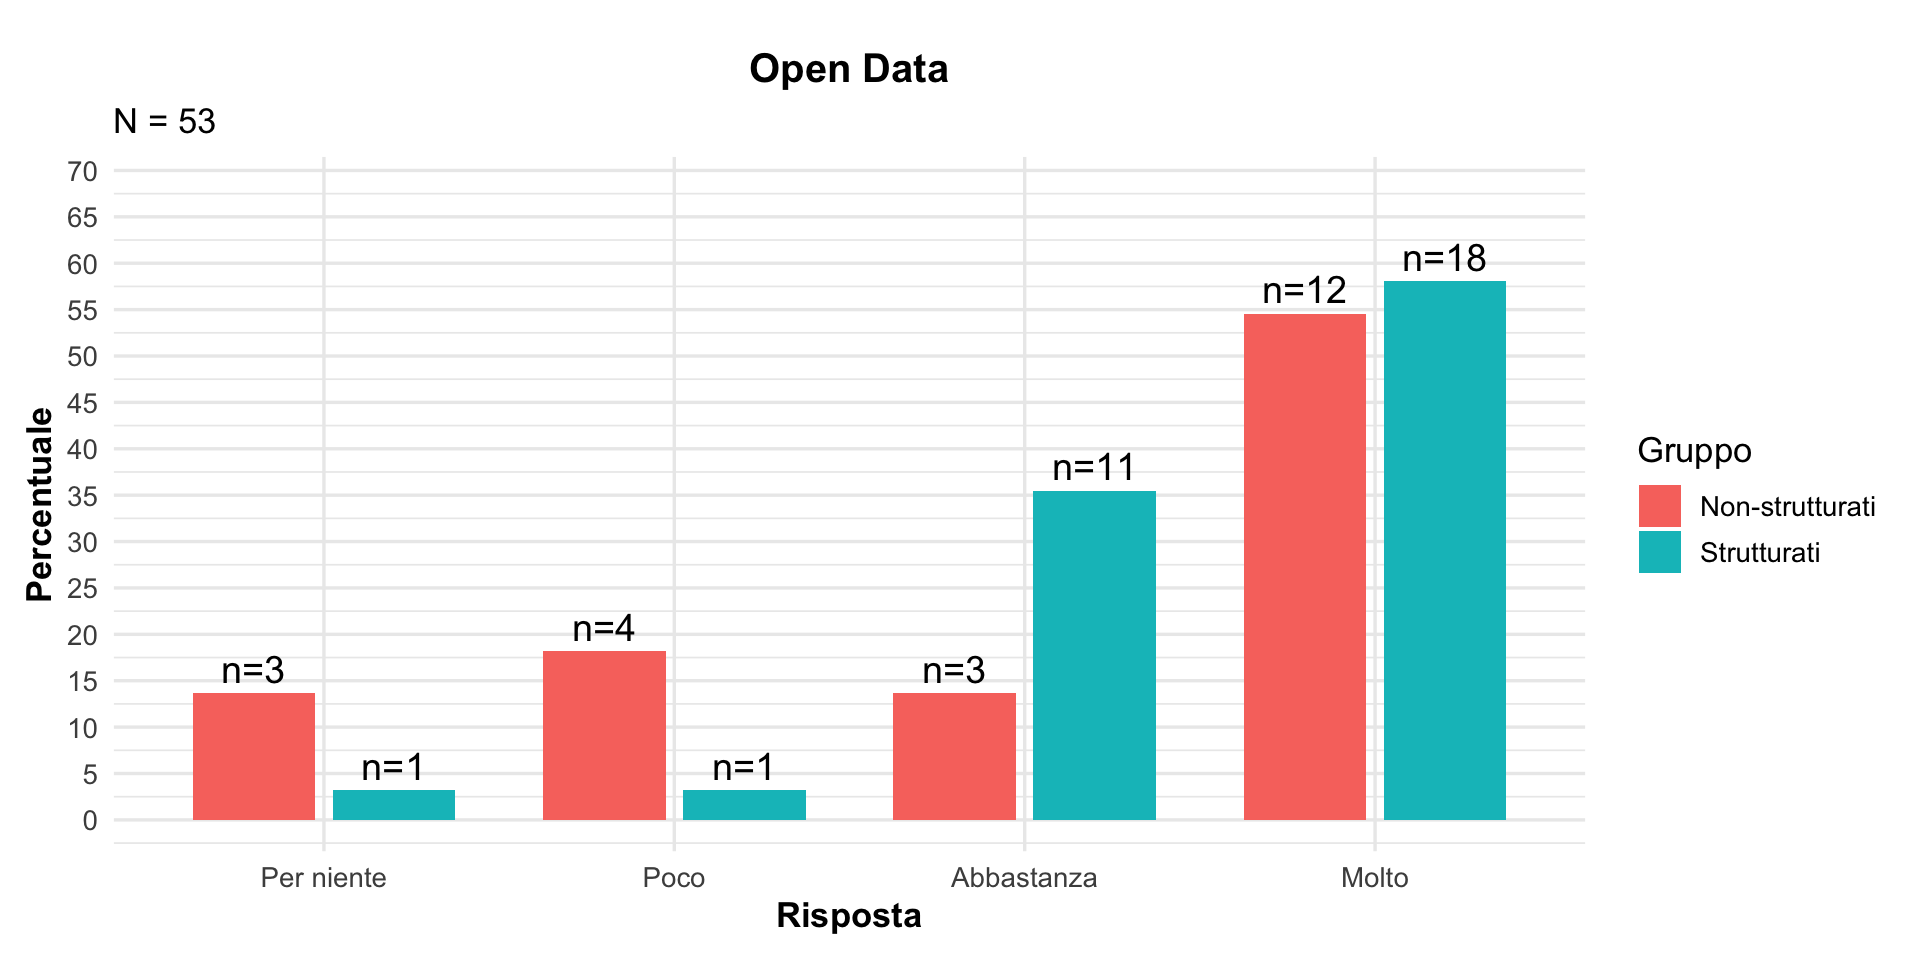 Open Data
N = 53
70
65
60
55
50
45
40
35
30
25
20
15
10
5
0
Percentuale
n=3
n=1
n=4
n=1
n=3
n=11
n=12
n=18
Per niente
Poco
Abbastanza
Molto
Risposta
Gruppo
Non-strutturati
Strutturati